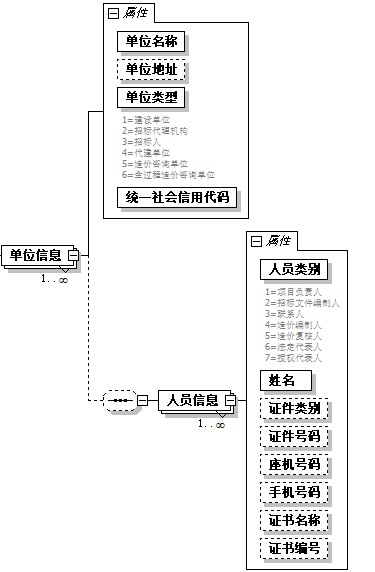 属性
单位名称
单位地址
单位类型
1=建设单位
2=招标代理机构
3=招标人
4=代建单位
5=造价咨询单位
6=全过程造价咨询单位
统一社会信用代码
单位信息
1..∞
属性
人员类别
1=项目负责人
2=招标文件编制人
3=联系人
4=造价编制人
5=造价复核人
6=法定代表人
7=授权代表人
姓名
人员信息
1..∞
证件类别
证件号码
座机号码
手机号码
证书名称
证书编号